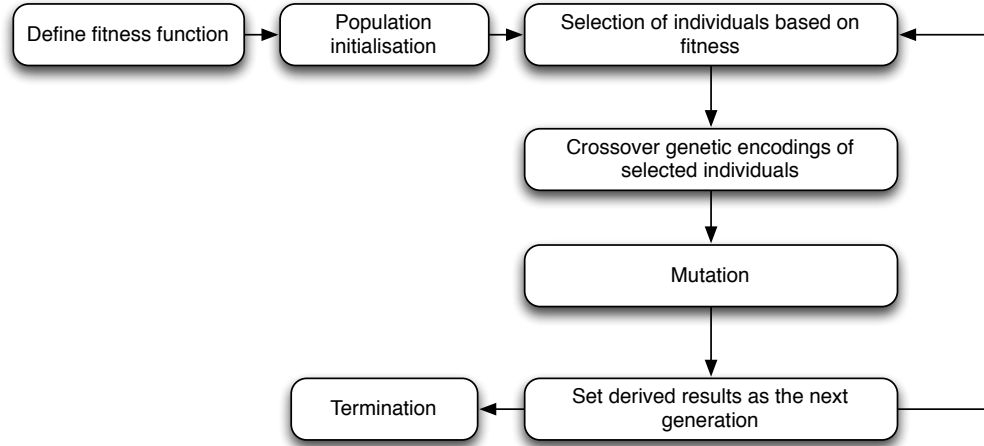 Define fitness function
Population
initialisation
Selection of individuals based on
fitness
Crossover genetic encodings of
selected individuals
Mutation
Set derived results as the next
generation
Termination